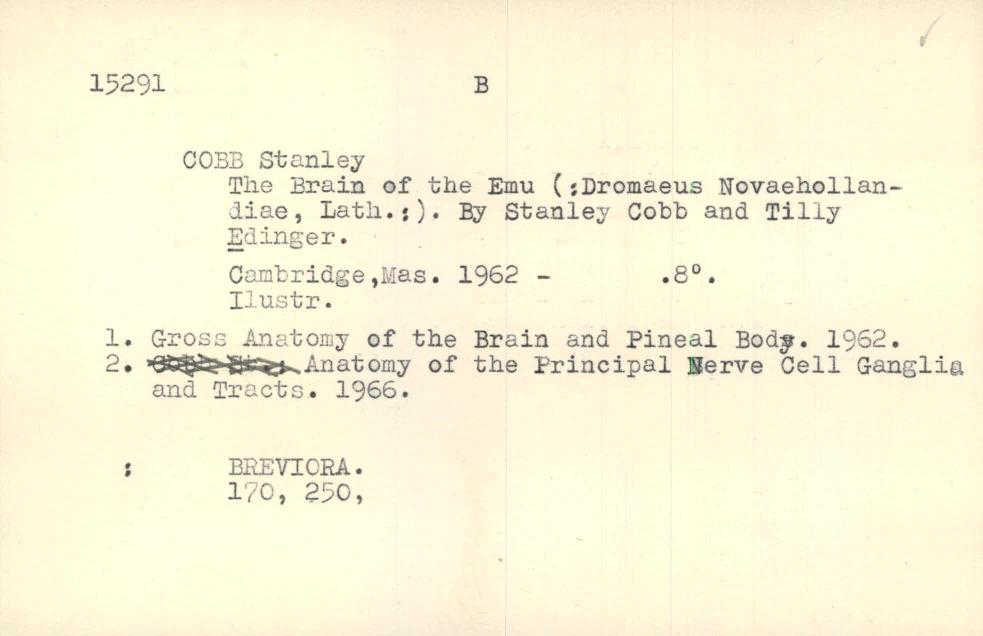 15291 B
COBB Stanley
The Brain of the Emu (:Dromaeus Novaehollan-
diae, Lath.:). By Stanley Cobb and Tilly
Edinger.
Cambridge,Mas. 1962 - .8°.
Ilustr.
1. Gross Anatomy of the Brain and Pineal Body. 1962.
2. Anatomy of the Principal Nerve Cell Ganglia
and Tracts. 1966.
: BREVIORA.
170, 250,